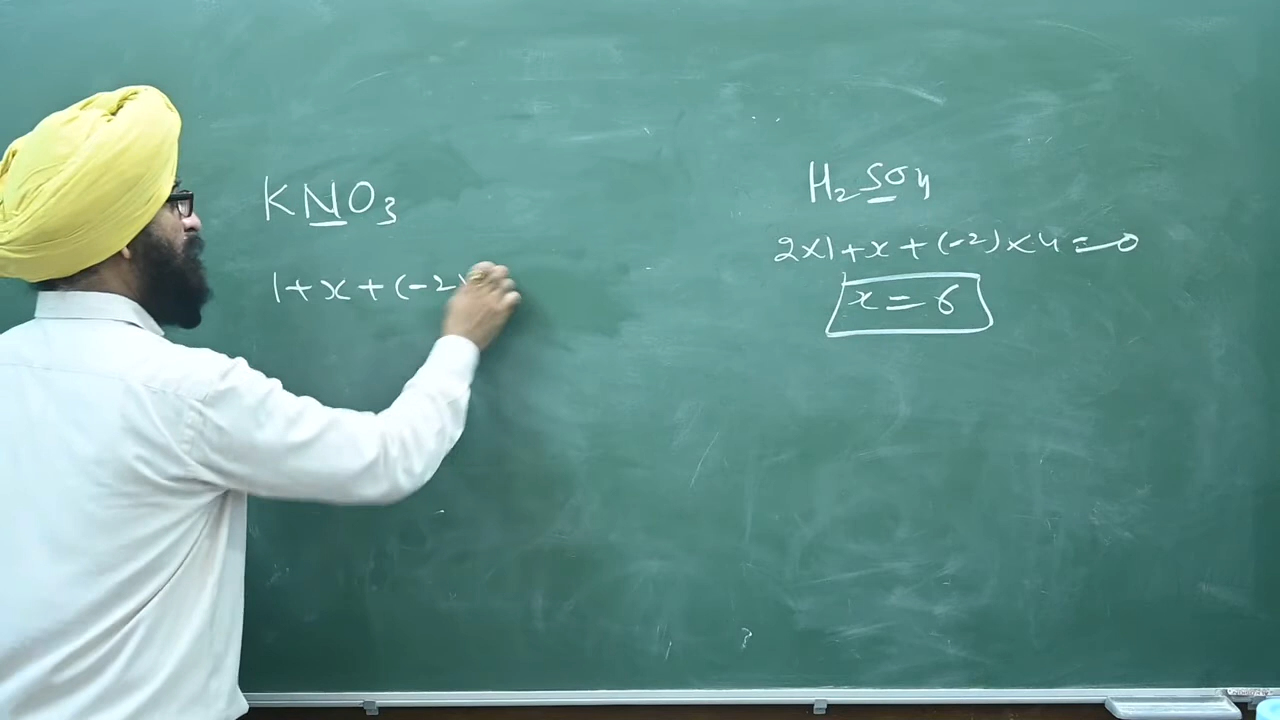 KNO₃
1+x+(-2)
H₂SO₄
2×1+x+(-2)×4=0
x=6